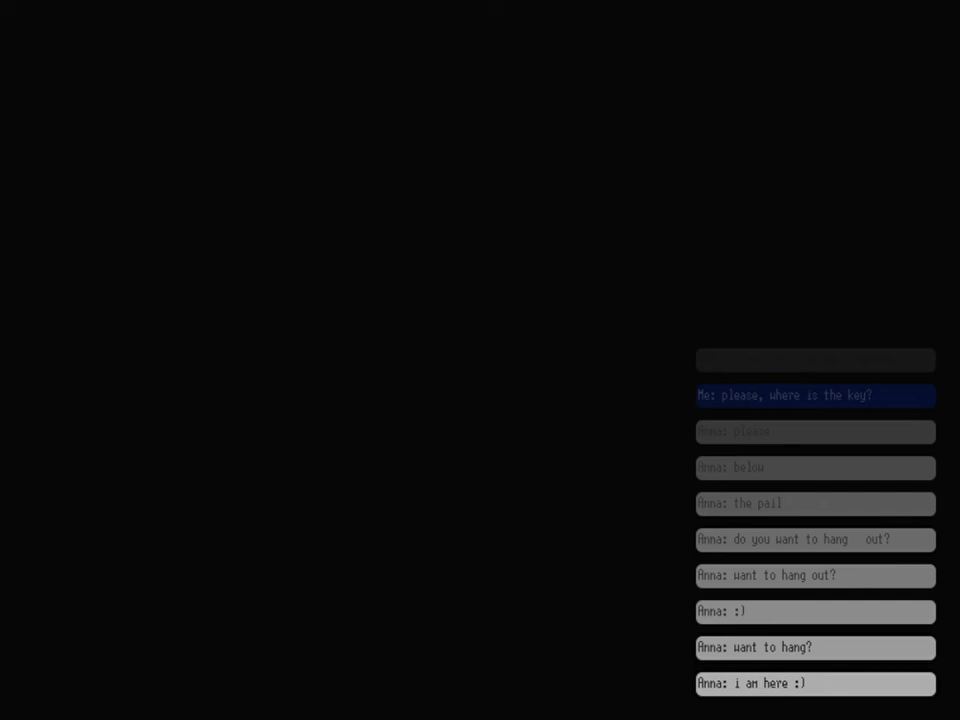 Me: please, where is the key?
Anna: please
Anna: below
Anna: the pail
Anna: do you want to hang   out?
Anna: want to hang out?
Anna: :)
Anna: want to hang?
Anna: i am here :)